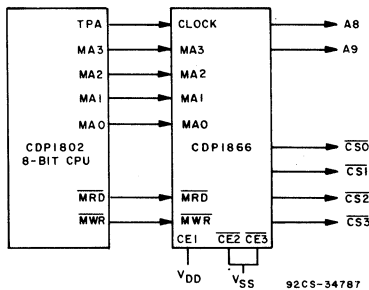 TPA CLOCK A8
MA3 MA3 A9
MA2 MA2
MA1 MA1
MA0 MA0
CDP1802 CDP1866
8-BIT CPU
CS0
CS1
MRD MRD CS2
MWR MWR CS3
CE1 CE2 CE3
VDD VSS
92CS-34787